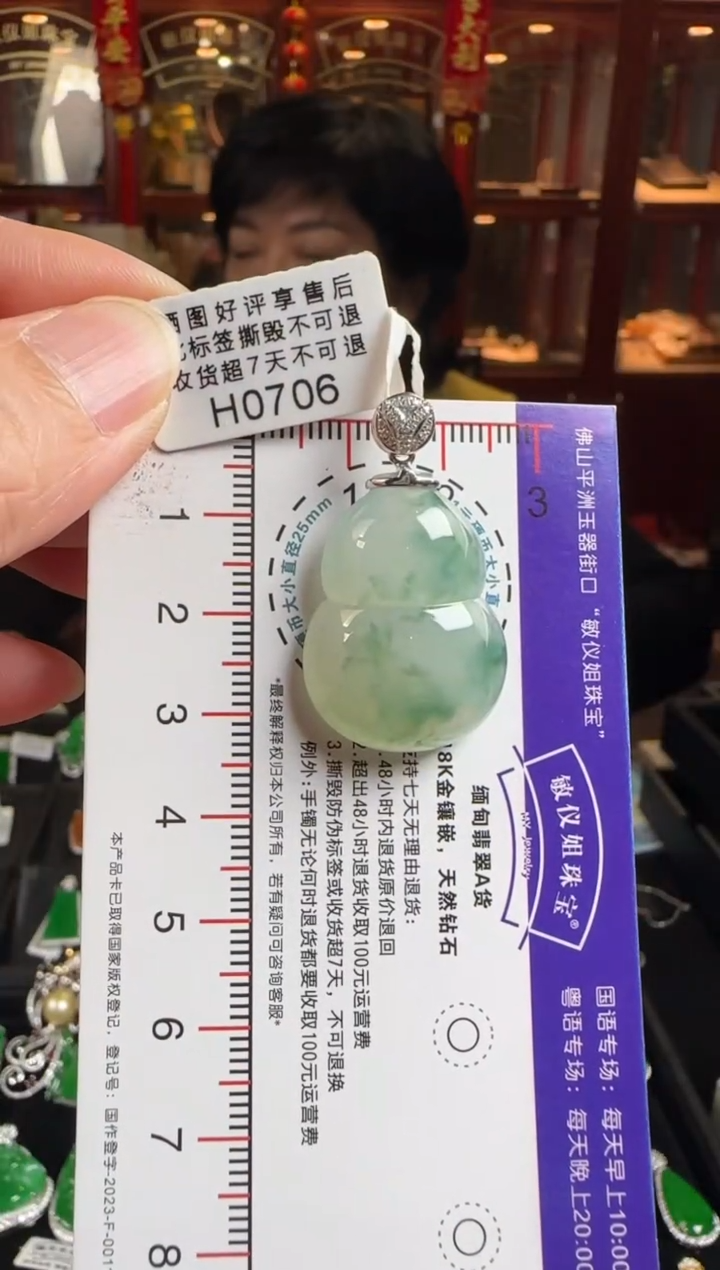 晒图好评享售后
此标签撕毁不可退
收货超7天不可退
H0706
3
佛山平洲玉器街口 “敏仪姐珠宝”
敏仪姐珠宝®
MY Jewelry
国语专场: 每天早上10:00
粤语专场: 每天晚上20:00
缅甸翡翠A货
18K金镶嵌，天然钻石
支持七天无理由退货:
1.48小时内退货原价退回
2.超出48小时退货收取100元运营费
3.撕毁防伪标签或收货超7天，不可退换
例外:手镯无论何时退货都要收取100元运营费
*最终解释权归本公司所有，若有疑问可咨询客服*
直径25mm
币大小
1
2
3
4
5
6
7
8
本产品卡已取得国家版权登记，登记号: 国作登字-2023-F-001